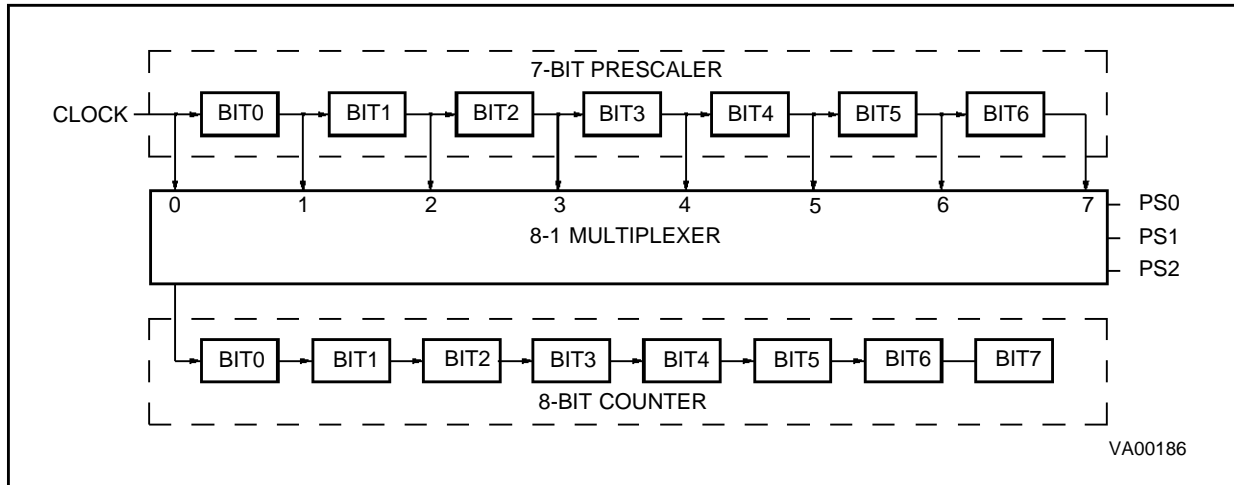 7-BIT PRESCALER
CLOCK BIT0 BIT1 BIT2 BIT3 BIT4 BIT5 BIT6
0 1 2 3 4 5 6 7 PS0
8-1 MULTIPLEXER PS1
PS2
BIT0 BIT1 BIT2 BIT3 BIT4 BIT5 BIT6 BIT7
8-BIT COUNTER
VA00186